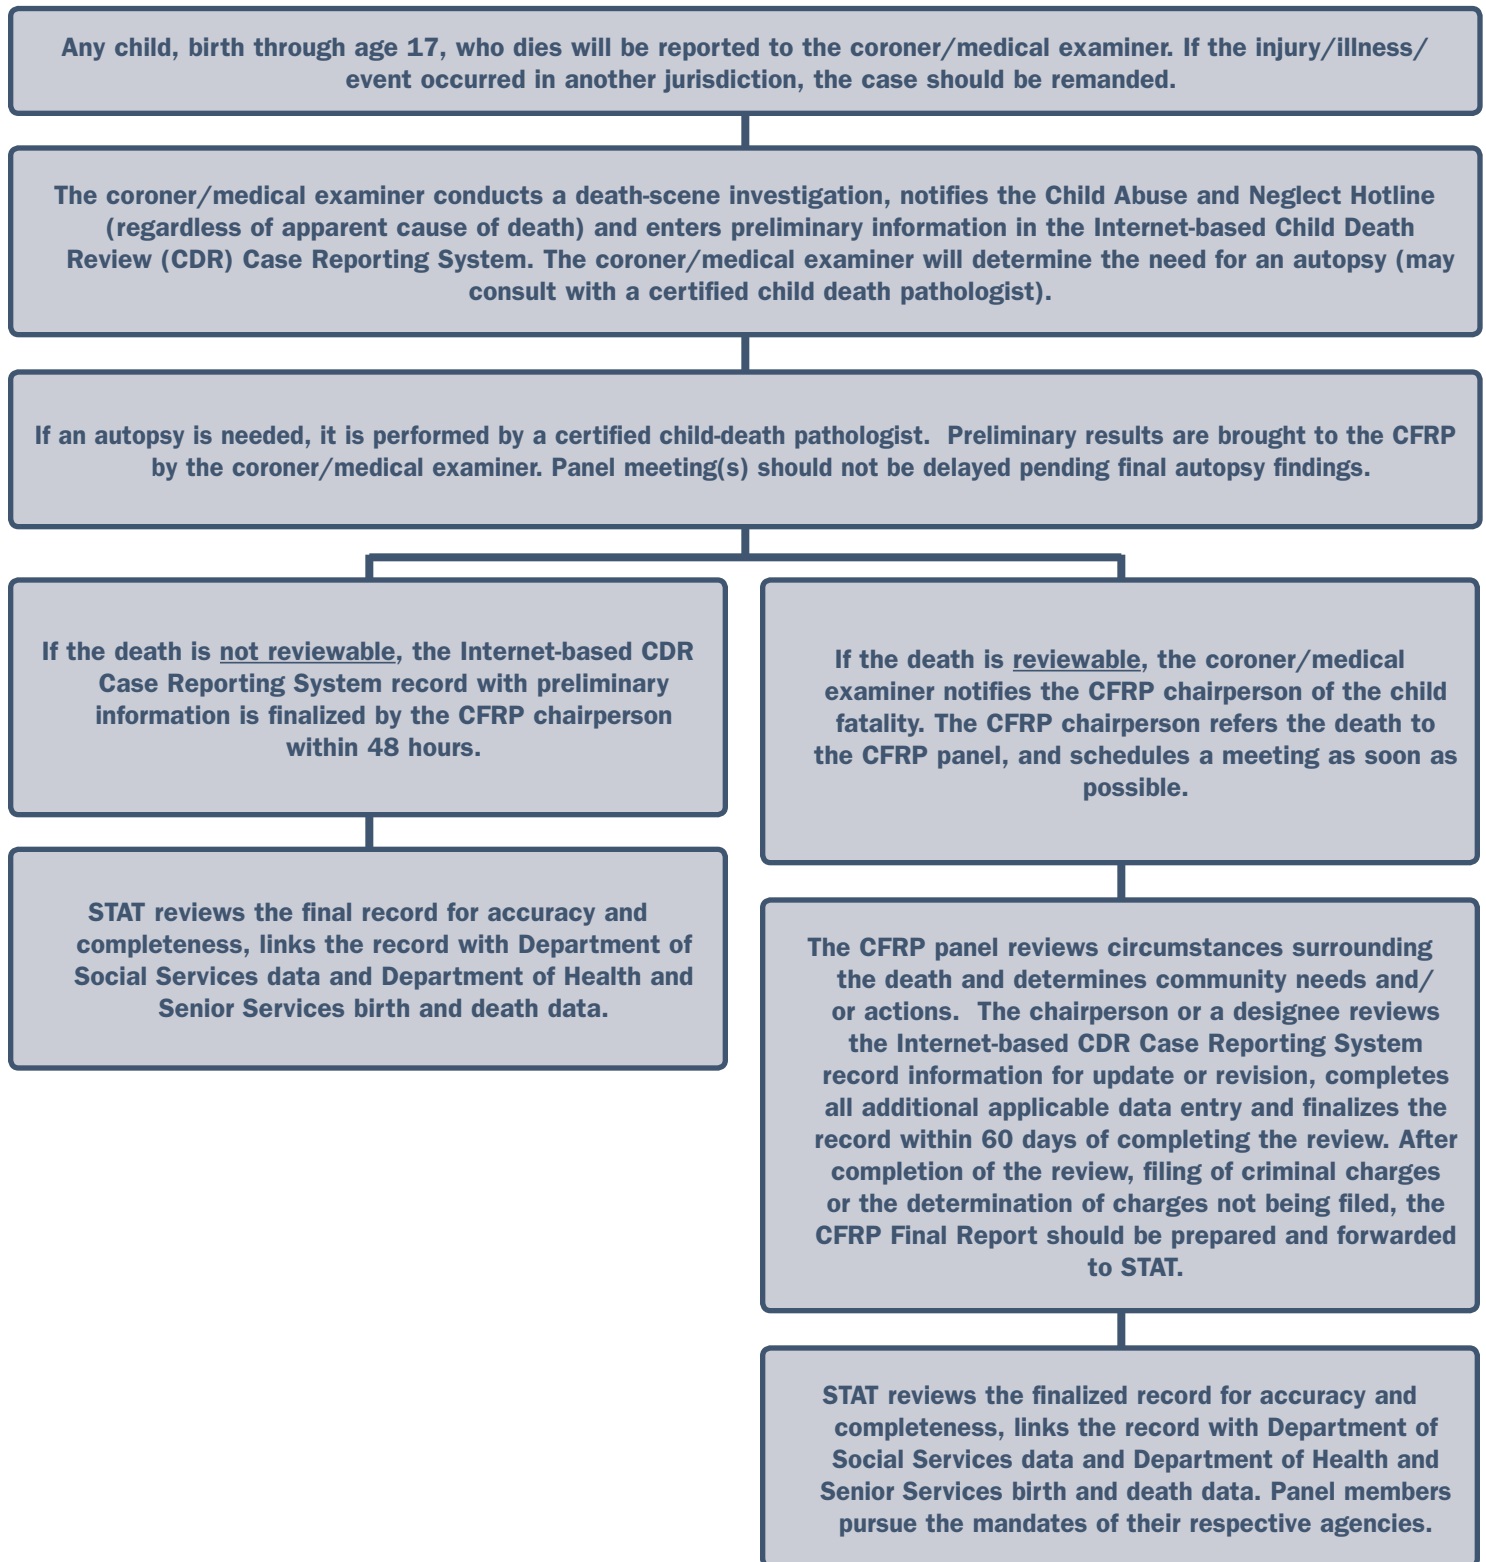 Any child, birth through age 17, who dies will be reported to the coroner/medical examiner. If the injury/illness/
event occurred in another jurisdiction, the case should be remanded.
The coroner/medical examiner conducts a death-scene investigation, notifies the Child Abuse and Neglect Hotline
(regardless of apparent cause of death) and enters preliminary information in the Internet-based Child Death
Review (CDR) Case Reporting System. The coroner/medical examiner will determine the need for an autopsy (may
consult with a certified child death pathologist).
If an autopsy is needed, it is performed by a certified child-death pathologist.  Preliminary results are brought to the CFRP
by the coroner/medical examiner. Panel meeting(s) should not be delayed pending final autopsy findings.
If the death is not reviewable, the Internet-based CDR
Case Reporting System record with preliminary
information is finalized by the CFRP chairperson
within 48 hours.
STAT reviews the final record for accuracy and
completeness, links the record with Department of
Social Services data and Department of Health and
Senior Services birth and death data.
If the death is reviewable, the coroner/medical
examiner notifies the CFRP chairperson of the child
fatality. The CFRP chairperson refers the death to
the CFRP panel, and schedules a meeting as soon as
possible.
The CFRP panel reviews circumstances surrounding
the death and determines community needs and/
or actions.  The chairperson or a designee reviews
the Internet-based CDR Case Reporting System
record information for update or revision, completes
all additional applicable data entry and finalizes the
record within 60 days of completing the review. After
completion of the review, filing of criminal charges
or the determination of charges not being filed, the
CFRP Final Report should be prepared and forwarded
to STAT.
STAT reviews the finalized record for accuracy and
completeness, links the record with Department of
Social Services data and Department of Health and
Senior Services birth and death data. Panel members
pursue the mandates of their respective agencies.